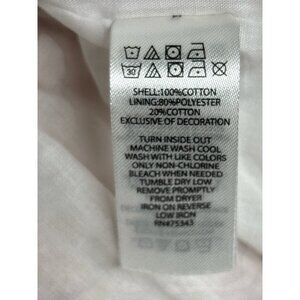 30
SHELL:100%COTTON
LINING:80%POLYESTER
20%COTTON
EXCLUSIVE OF DECORATION
TURN INSIDE OUT
MACHINE WASH COOL
WASH WITH LIKE COLORS
ONLY NON-CHLORINE
BLEACH WHEN NEEDED
TUMBLE DRY LOW
REMOVE PROMPTLY
FROM DRYER
IRON ON REVERSE
LOW IRON
RN#75343